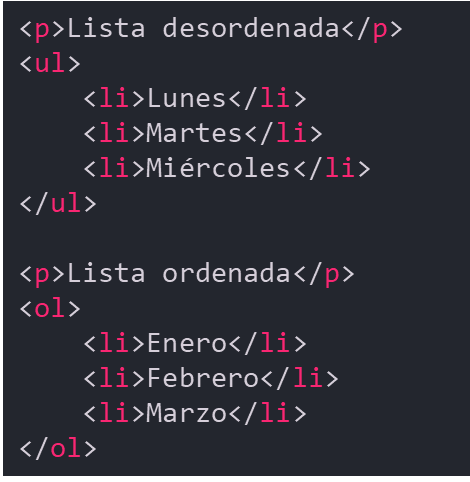 <p>Lista desordenada</p>
<ul>
    <li>Lunes</li>
    <li>Martes</li>
    <li>Miércoles</li>
</ul>

<p>Lista ordenada</p>
<ol>
    <li>Enero</li>
    <li>Febrero</li>
    <li>Marzo</li>
</ol>